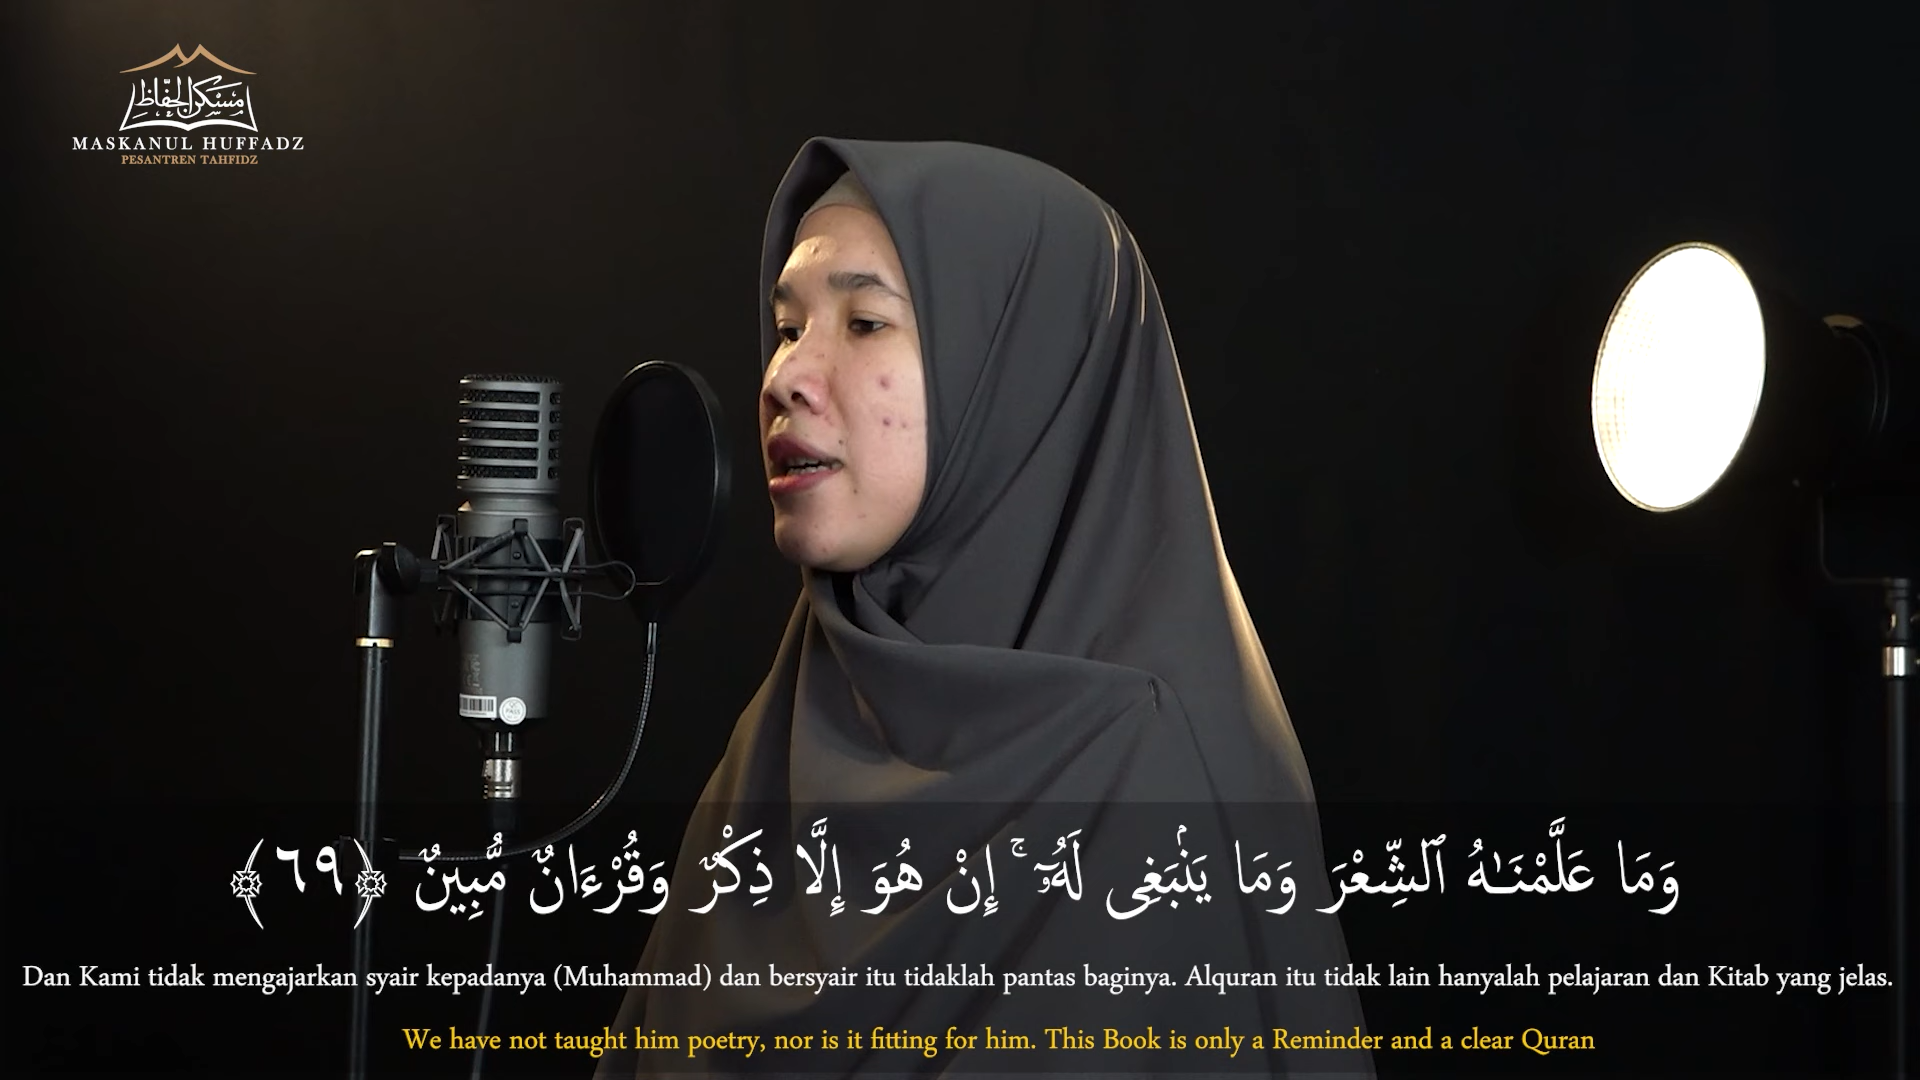 مسكن الحفاظ
MASKANUL HUFFADZ
PESANTREN TAHFIDZ
PASS
وَمَا عَلَّمْنَـٰهُ ٱلشِّعْرَ وَمَا يَنۢبَغِى لَهُۥٓ ۚ إِنْ هُوَ إِلَّا ذِكْرٌ وَقُرْءَانٌ مُّبِينٌ ﴿٦٩﴾
Dan Kami tidak mengajarkan syair kepadanya (Muhammad) dan bersyair itu tidaklah pantas baginya. Alquran itu tidak lain hanyalah pelajaran dan Kitab yang jelas.
We have not taught him poetry, nor is it fitting for him. This Book is only a Reminder and a clear Quran